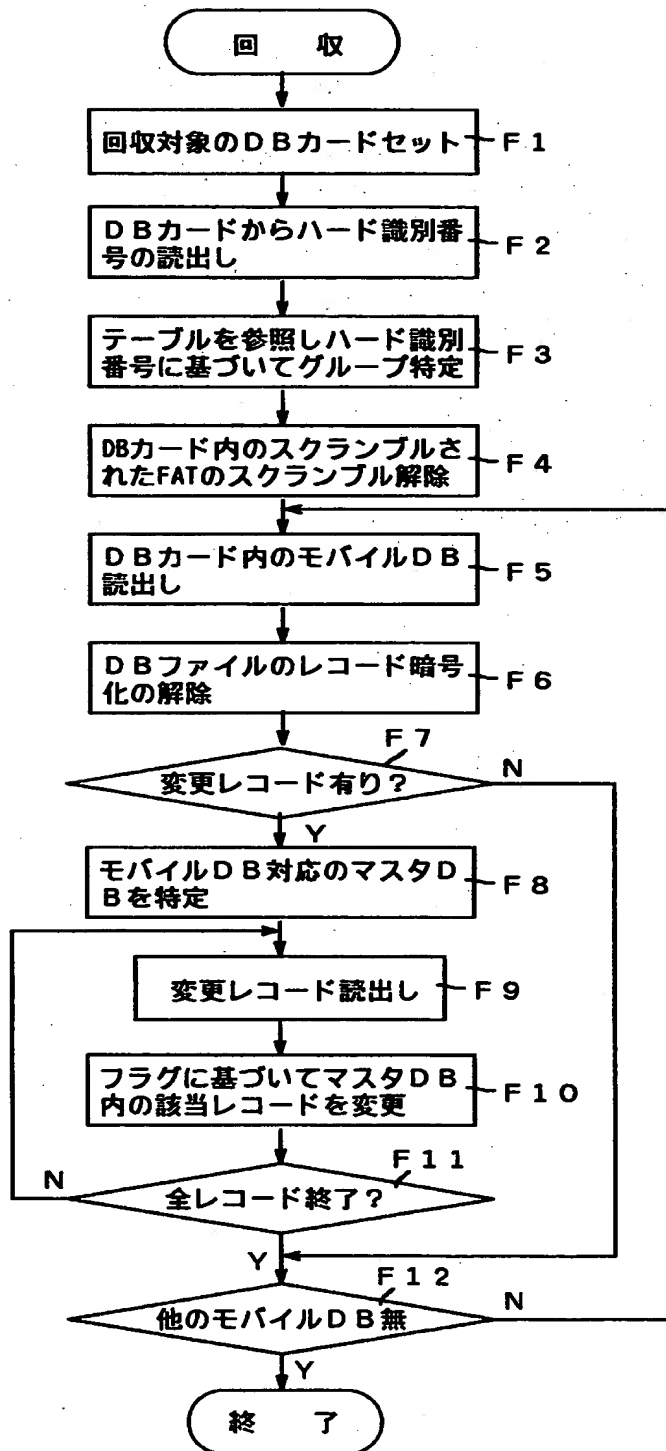 回 収
回収対象のDBカードセット
F1
DBカードからハード識別番
号の読出し
F2
テーブルを参照しハード識別
番号に基づいてグループ特定
F3
DBカード内のスクランブルさ
れたFATのスクランブル解除
F4
DBカード内のモバイルDB
読出し
F5
DBファイルのレコード暗号
化の解除
F6
F7
変更レコード有り?
N
Y
モバイルDB対応のマスタD
Bを特定
F8
変更レコード読出し
F9
フラグに基づいてマスタDB
内の該当レコードを変更
F10
F11
N
全レコード終了?
Y
F12
他のモバイルDB無
N
Y
終 了